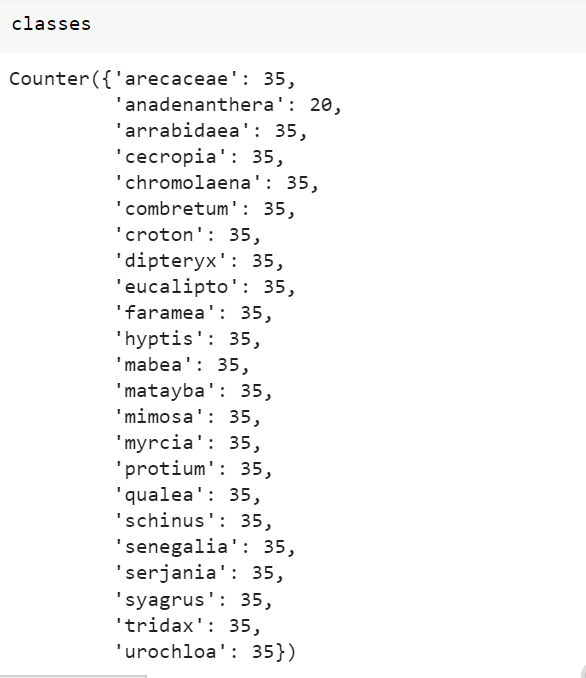 classes
Counter({'arecaceae': 35,
'anadenanthera': 20,
'arrabidaea': 35,
'cecropia': 35,
'chromolaena': 35,
'combretum': 35,
'croton': 35,
'dipteryx': 35,
'eucalipto': 35,
'faramea': 35,
'hyptis': 35,
'mabea': 35,
'matayba': 35,
'mimosa': 35,
'myrcia': 35,
'protium': 35,
'qualea': 35,
'schinus': 35,
'senegalia': 35,
'serjania': 35,
'syagrus': 35,
'tridax': 35,
'urochloa': 35})